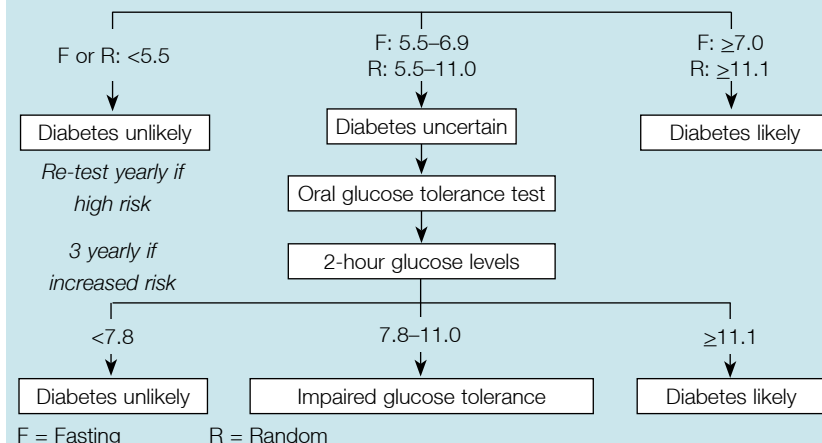 F or R: <5.5
F: 5.5–6.9
R: 5.5–11.0
F: ≥7.0
R: ≥11.1
Diabetes unlikely
Diabetes uncertain
Diabetes likely
Re-test yearly if
high risk
Oral glucose tolerance test
3 yearly if
increased risk
2-hour glucose levels
<7.8
7.8–11.0
≥11.1
Diabetes unlikely
Impaired glucose tolerance
Diabetes likely
F = Fasting R = Random